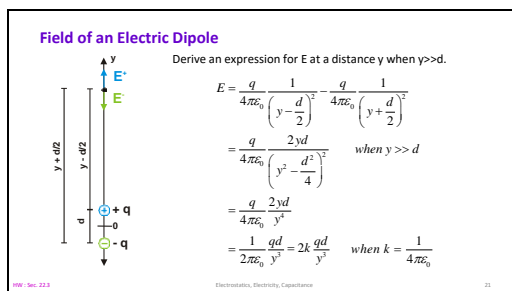 Field of an Electric Dipole
Derive an expression for E at a distance y when y>>d.
y
E⁺
E⁻
y + d/2
y - d/2
d
+ q
0
- q
E = q/(4πε₀) 1/(y − d/2)² − q/(4πε₀) 1/(y + d/2)²
= q/(4πε₀) 2yd/(y² − d²/4)² when y >> d
= q/(4πε₀) 2yd/y⁴
= 1/(2πε₀) qd/y³ = 2k qd/y³ when k = 1/(4πε₀)
HW : Sec. 22.3
Electrostatics, Electricity, Capacitance
21